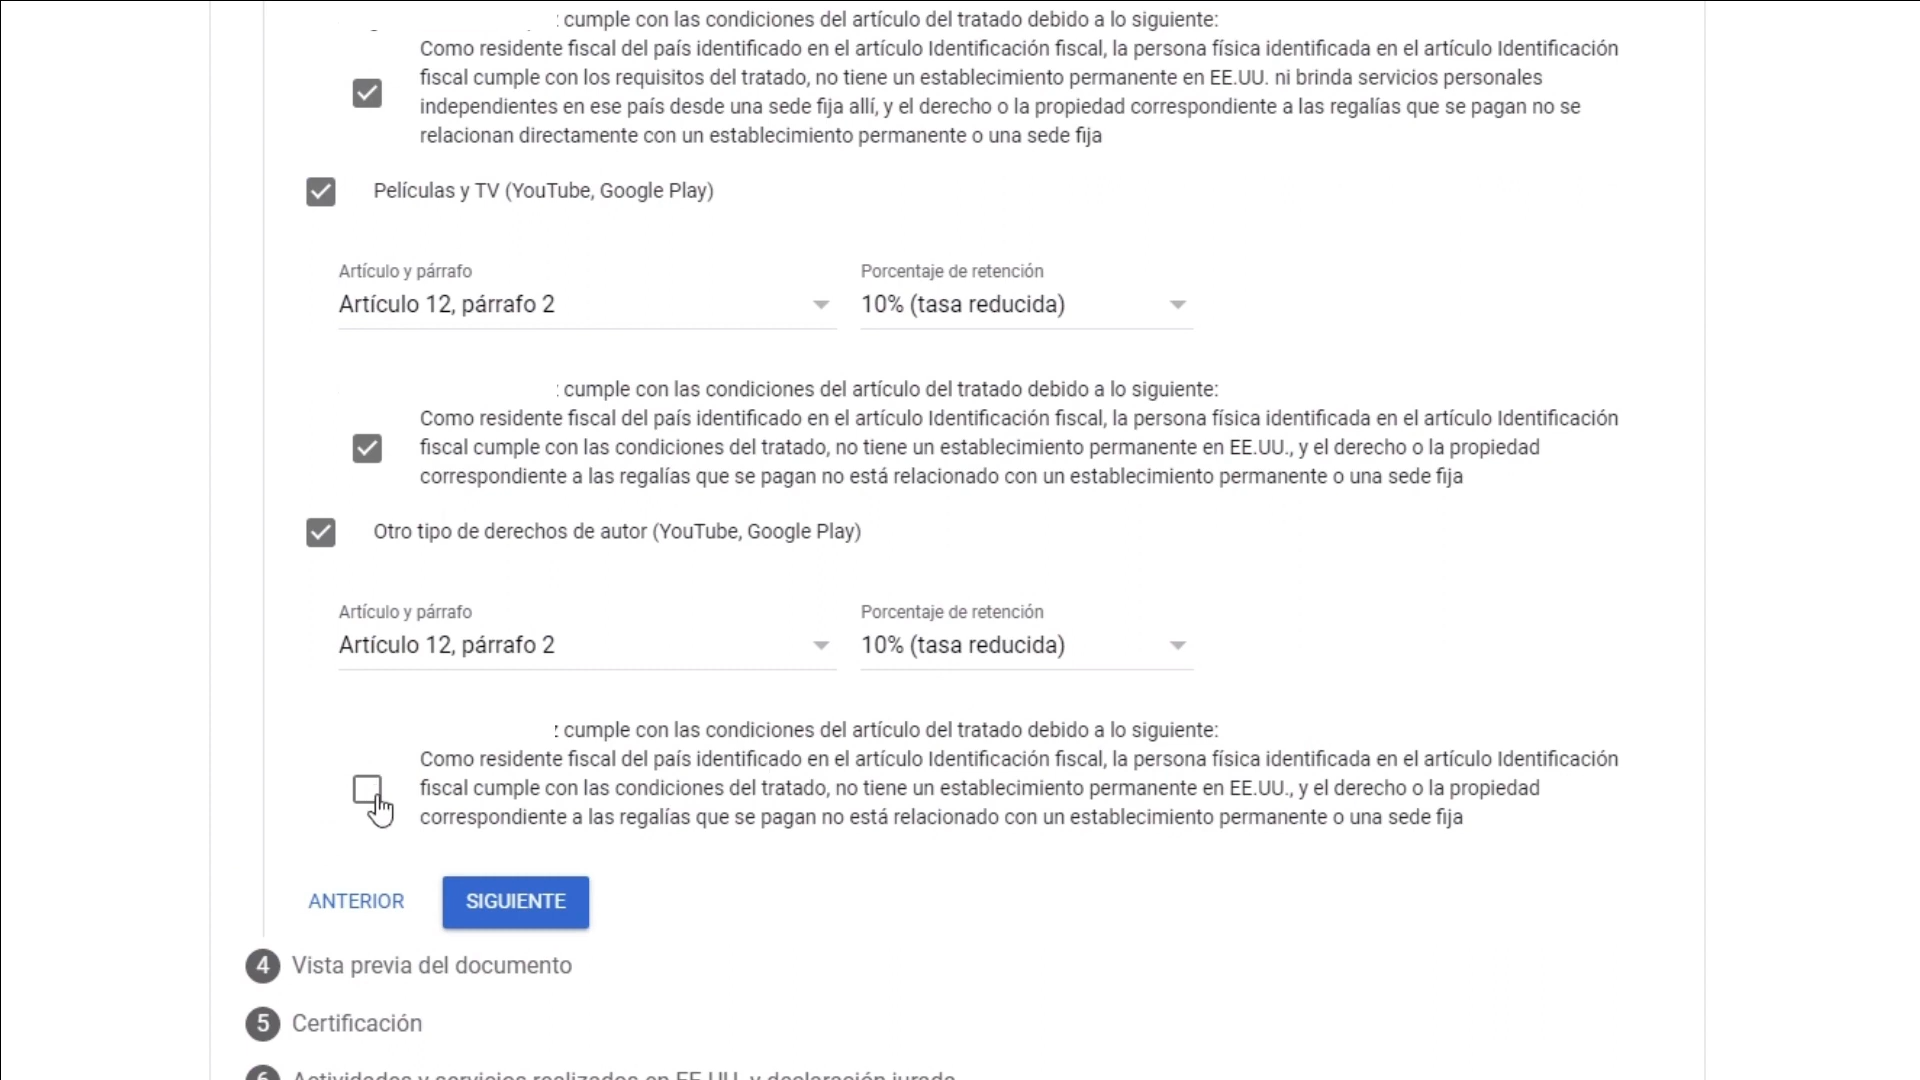 cumple con las condiciones del artículo del tratado debido a lo siguiente:
Como residente fiscal del país identificado en el artículo Identificación fiscal, la persona física identificada en el artículo Identificación
fiscal cumple con los requisitos del tratado, no tiene un establecimiento permanente en EE.UU. ni brinda servicios personales
independientes en ese país desde una sede fija allí, y el derecho o la propiedad correspondiente a las regalías que se pagan no se
relacionan directamente con un establecimiento permanente o una sede fija
Películas y TV (YouTube, Google Play)
Artículo y párrafo
Porcentaje de retención
Artículo 12, párrafo 2
10% (tasa reducida)
cumple con las condiciones del artículo del tratado debido a lo siguiente:
Como residente fiscal del país identificado en el artículo Identificación fiscal, la persona física identificada en el artículo Identificación
fiscal cumple con las condiciones del tratado, no tiene un establecimiento permanente en EE.UU., y el derecho o la propiedad
correspondiente a las regalías que se pagan no está relacionado con un establecimiento permanente o una sede fija
Otro tipo de derechos de autor (YouTube, Google Play)
Artículo y párrafo
Porcentaje de retención
Artículo 12, párrafo 2
10% (tasa reducida)
cumple con las condiciones del artículo del tratado debido a lo siguiente:
Como residente fiscal del país identificado en el artículo Identificación fiscal, la persona física identificada en el artículo Identificación
fiscal cumple con las condiciones del tratado, no tiene un establecimiento permanente en EE.UU., y el derecho o la propiedad
correspondiente a las regalías que se pagan no está relacionado con un establecimiento permanente o una sede fija
ANTERIOR
SIGUIENTE
4 Vista previa del documento
5 Certificación
6 Actividades y servicios realizados en EE.UU. y declaración jurada